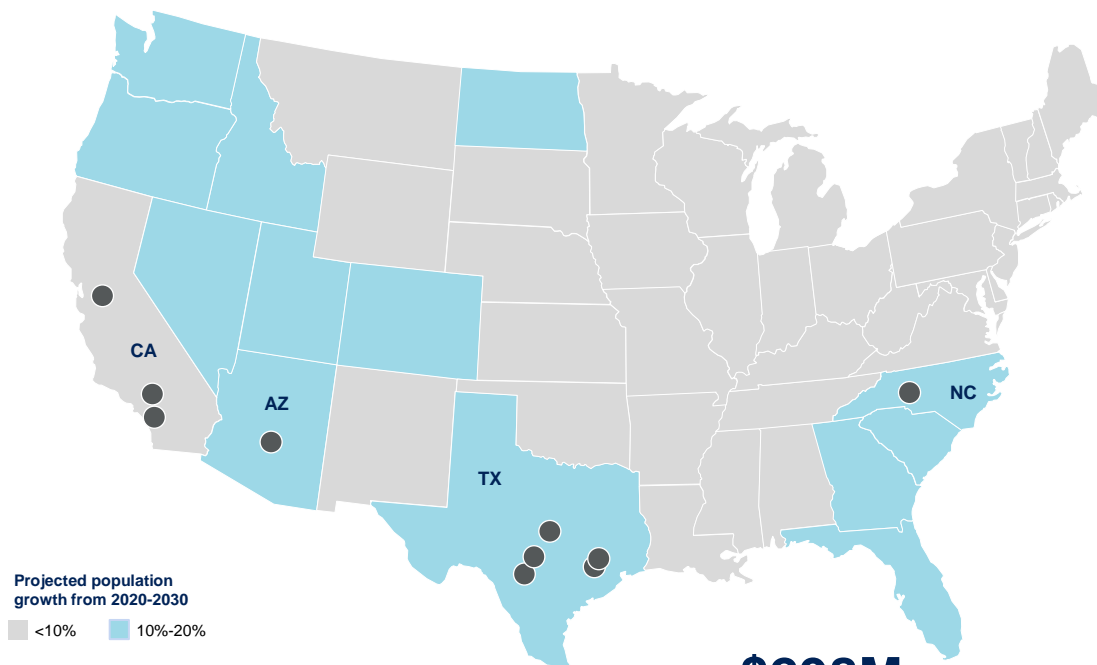 CA
AZ
NC
TX
Projected population
growth from 2020-2030
<10%
10%-20%